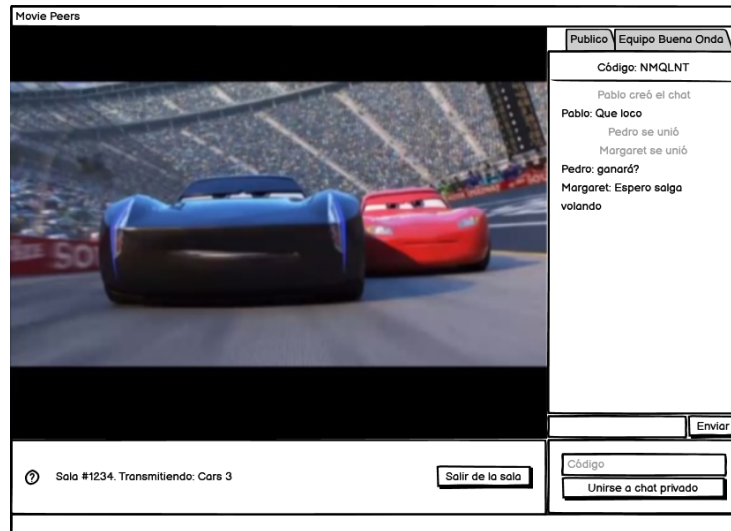 Movie Peers
Publico
Equipo Buena Onda
Código: NMQLNT
Pablo creó el chat
Pablo: Que loco
Pedro se unió
Margaret se unió
Pedro: ganará?
Margaret: Espero salga
volando
Enviar
?
Sala #1234. Transmitiendo: Cars 3
Salir de la sala
Código
Unirse a chat privado